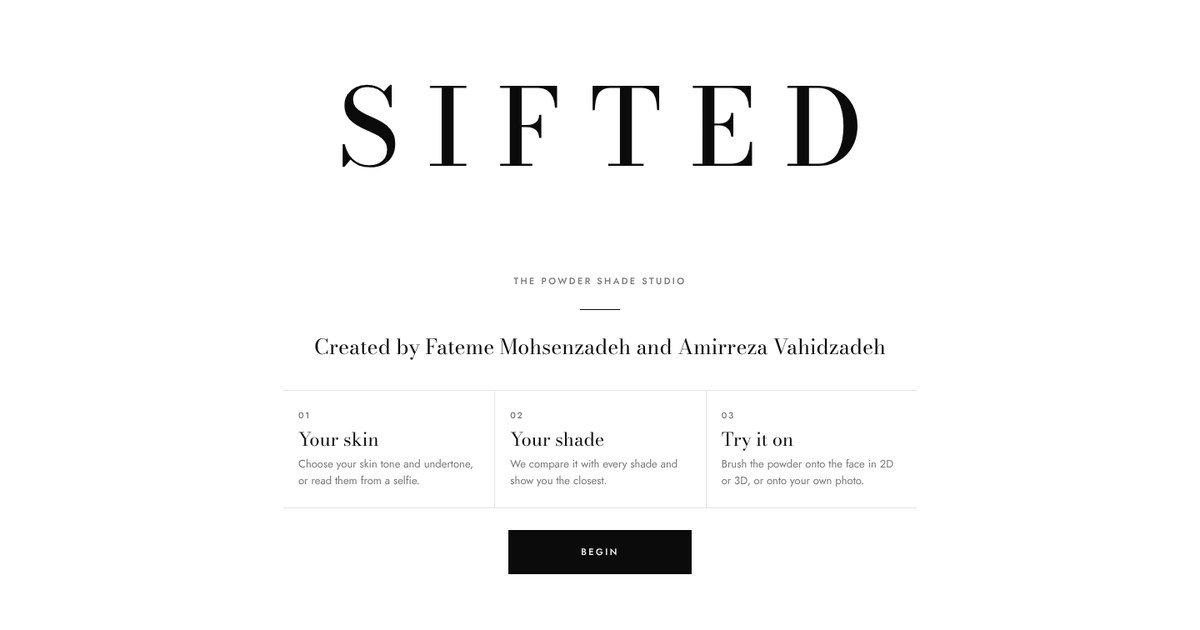 SIFTED
THE POWDER SHADE STUDIO
Created by Fateme Mohsenzadeh and Amirreza Vahidzadeh
01
Your skin
Choose your skin tone and undertone,
or read them from a selfie.
02
Your shade
We compare it with every shade and
show you the closest.
03
Try it on
Brush the powder onto the face in 2D
or 3D, or onto your own photo.
BEGIN